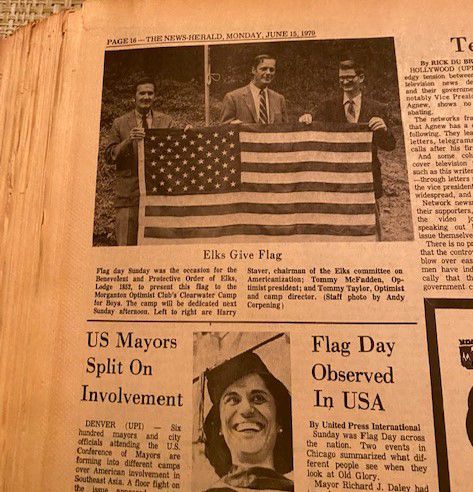 PAGE 16 — THE NEWS-HERALD, MONDAY, JUNE 15, 1970
Elks Give Flag
Flag day Sunday was the occasion for the
Benevolent and Protective Order of Elks,
Lodge 1852, to present this flag to the
Morganton Optimist Club's Clearwater Camp
for Boys. The camp will be dedicated next
Sunday afternoon. Left to right are Harry
Staver, chairman of the Elks committee on
Americanization; Tommy McFadden, Op-
timist president; and Tommy Taylor, Optimist
and camp director. (Staff photo by Andy
Corpening)
US Mayors
Split On
Involvement
DENVER (UPI) — Six
hundred mayors and city
officials attending the U.S.
Conference of Mayors are
forming into different camps
over American involvement in
Southeast Asia. A floor fight on
the issue
Flag Day
Observed
In USA
By United Press International
Sunday was Flag Day across
the nation. Two events in
Chicago summarized what dif-
ferent people see when they
look at Old Glory.
Mayor Richard J. Daley had
Te
By RICK DU BR
HOLLYWOOD (UPI
edgy tension between
television news de
and their governme
notably Vice Presid
Agnew, shows no
abating.
The networks fra
that Agnew has a
following. They lea
letters, telegrams
calls after his fir
And some col
cover television
such as this writer
—through letters
the vice president
widespread, and
Network news
their supporters,
the video jo
speaking out
issue themselve
There is no p
that the contro
blow over eas
men have ind
cally that th
government c